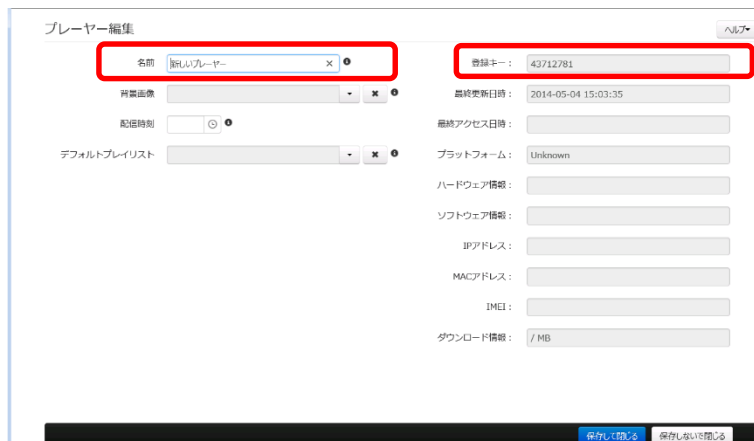 プレーヤー編集
ヘルプ
名前 新しいプレーヤー ×
背景画像
配信時刻
デフォルトプレイリスト
登録キー： 43712781
最終更新日時： 2014-05-04 15:03:35
最終アクセス日時：
プラットフォーム： Unknown
ハードウェア情報：
ソフトウェア情報：
IPアドレス：
MACアドレス：
IMEI：
ダウンロード情報： / MB
保存して閉じる 保存しないで閉じる